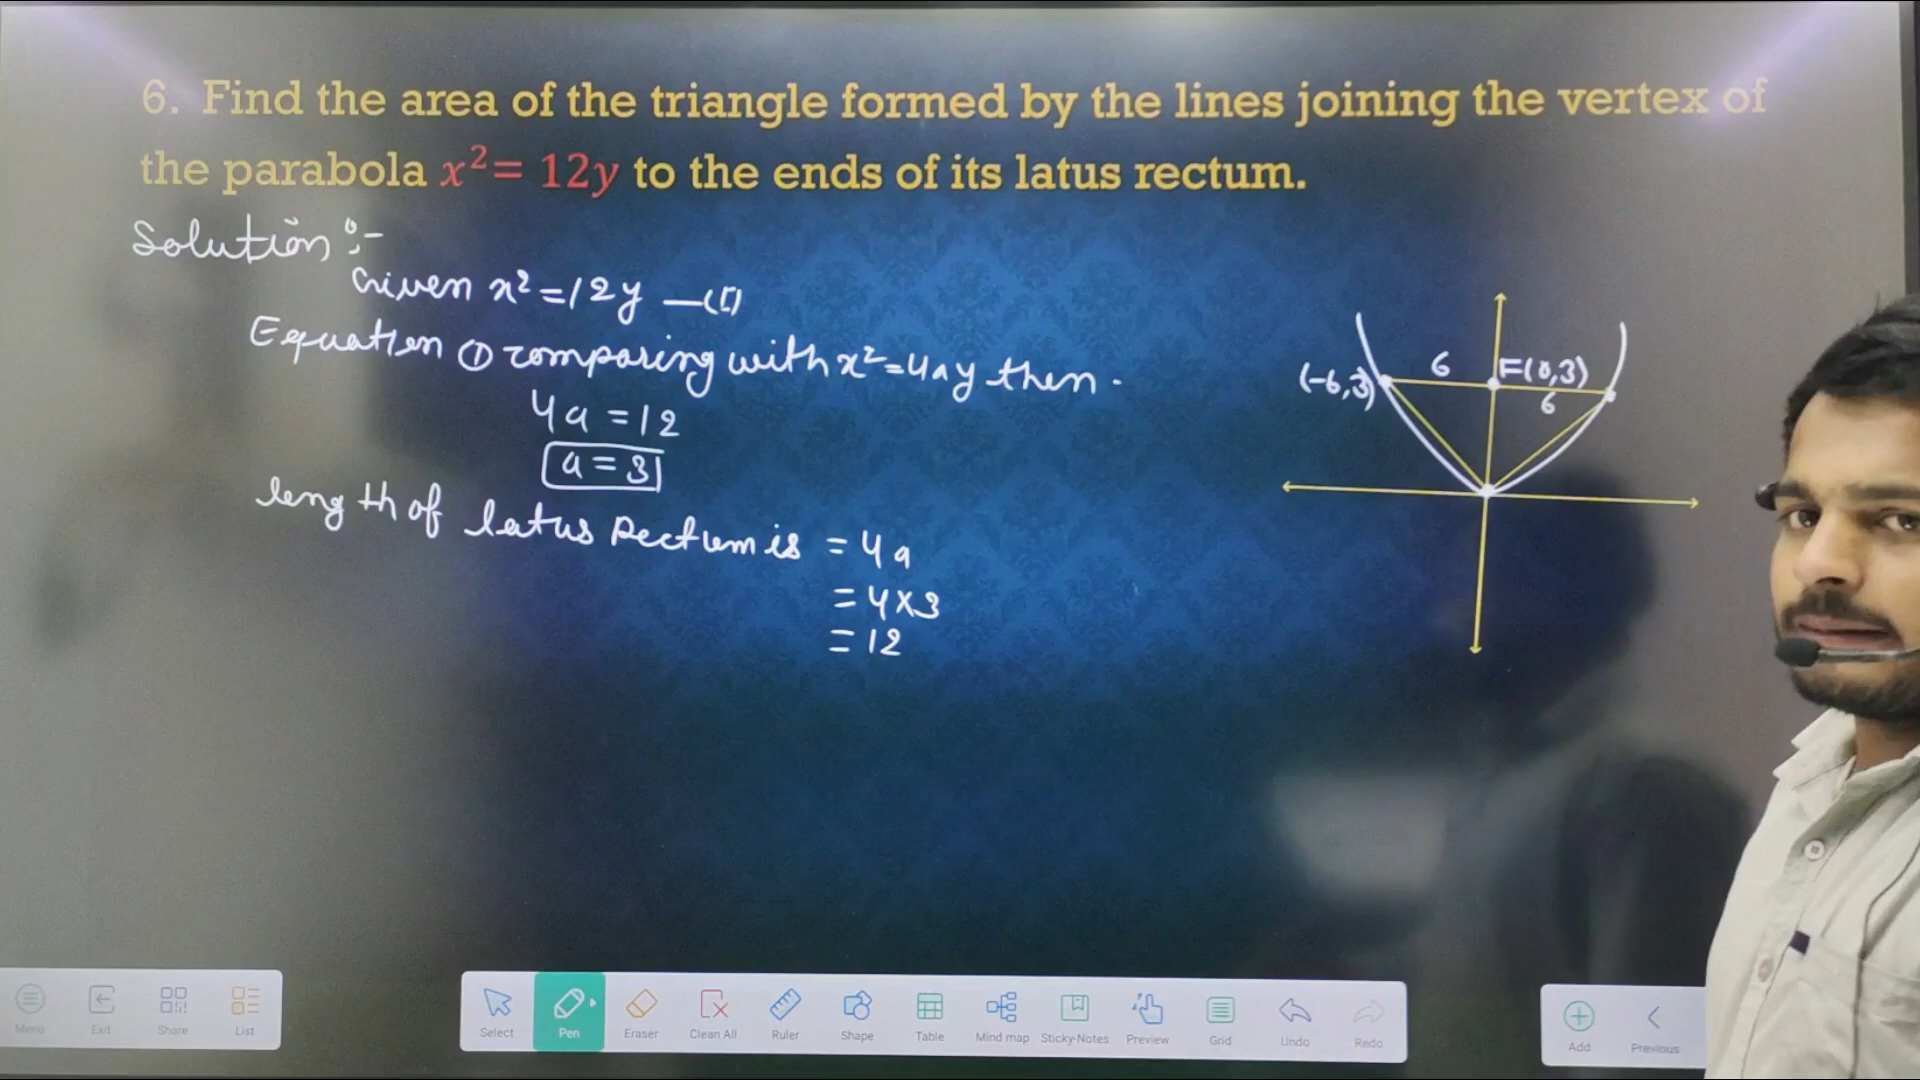 6. Find the area of the triangle formed by the lines joining the vertex of
the parabola x²= 12y to the ends of its latus rectum.
Solution :-
Given x² = 12y —(1)
Equation ① comparing with x² = 4ay then.
4a = 12
a = 3
length of latus Rectum is = 4a
= 4×3
= 12
(-6,3)
6
F(0,3)
6
Menu
Exit
Share
List
Select
Pen
Eraser
Clean All
Ruler
Shape
Table
Mind map
Sticky-Notes
Preview
Grid
Undo
Redo
Add
Previous